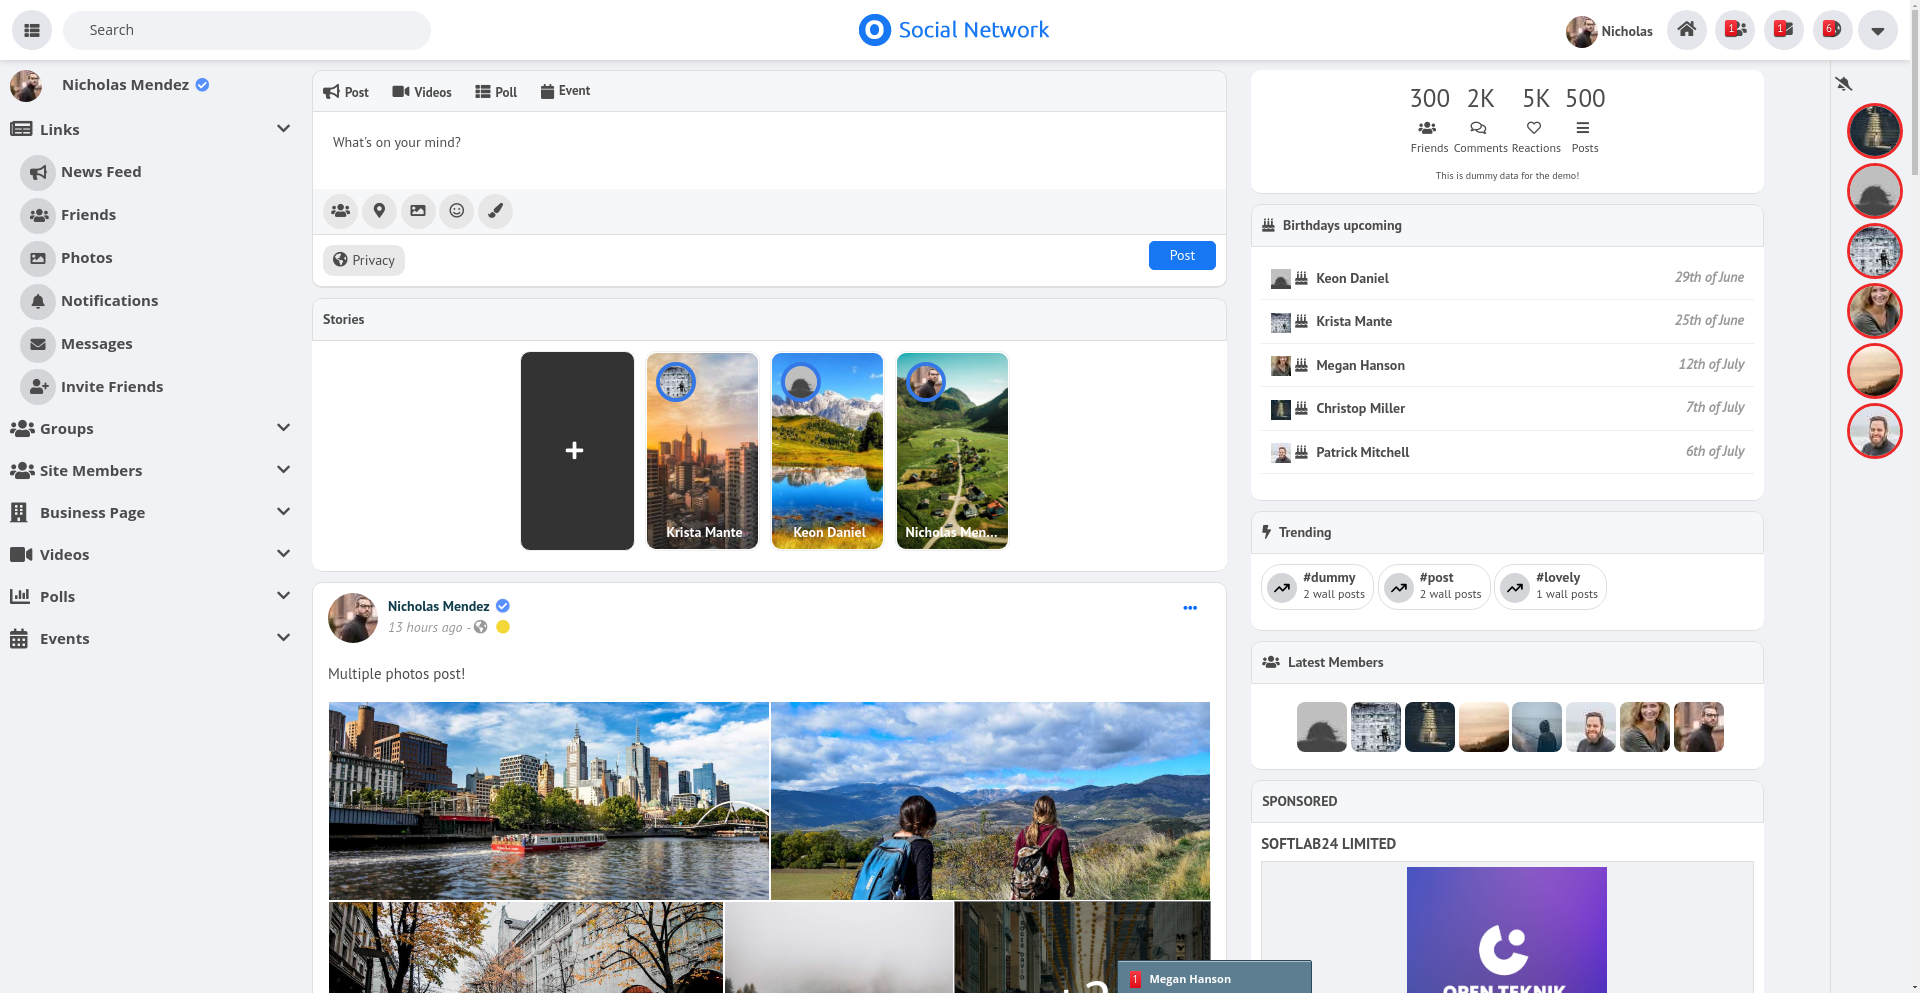 Search
Social Network
Nicholas
1
1
6
Nicholas Mendez
Links
News Feed
Friends
Photos
Notifications
Messages
Invite Friends
Groups
Site Members
Business Page
Videos
Polls
Events
Post
Videos
Poll
Event
What's on your mind?
Privacy
Post
Stories
Krista Mante
Keon Daniel
Nicholas Men...
Nicholas Mendez
13 hours ago -
Multiple photos post!
300 2K 5K 500
Friends Comments Reactions Posts
This is dummy data for the demo!
Birthdays upcoming
Keon Daniel 29th of June
Krista Mante 25th of June
Megan Hanson 12th of July
Christop Miller 7th of July
Patrick Mitchell 6th of July
Trending
#dummy
2 wall posts
#post
2 wall posts
#lovely
1 wall posts
Latest Members
SPONSORED
SOFTLAB24 LIMITED
OPEN TEKNIK
1 Megan Hanson